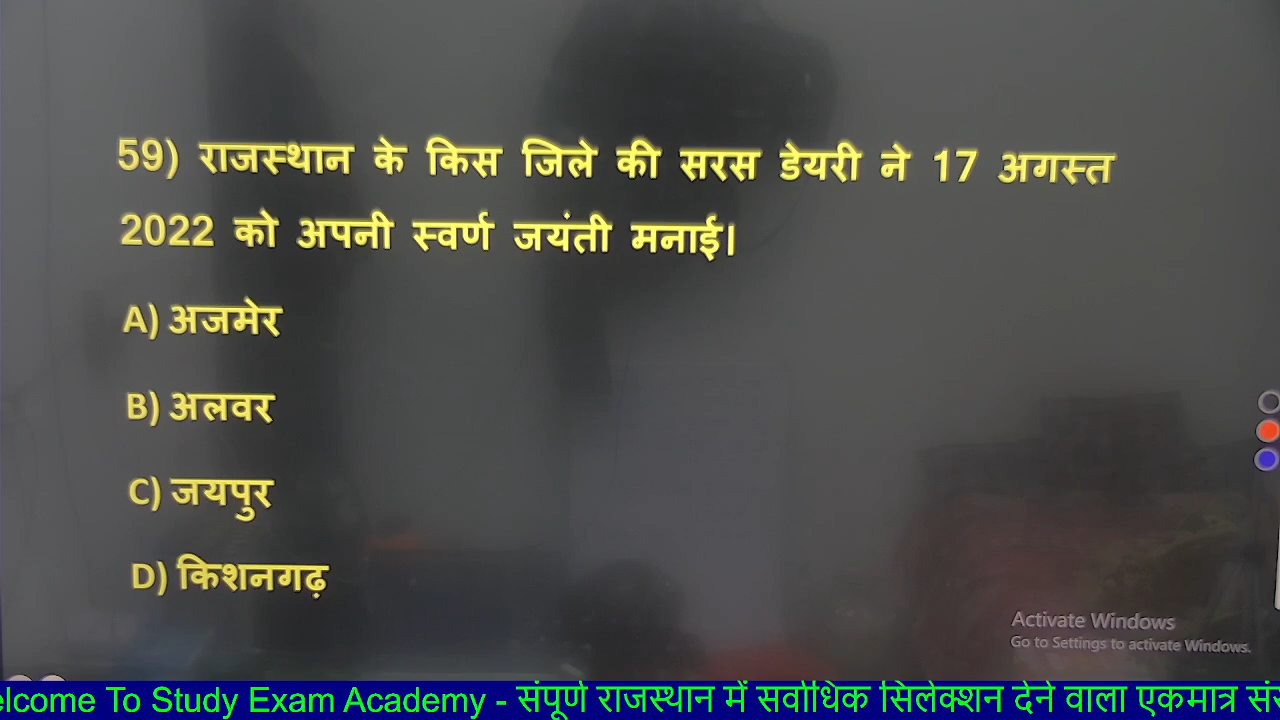 59) राजस्थान के किस जिले की सरस डेयरी ने 17 अगस्त
2022 को अपनी स्वर्ण जयंती मनाई।
A) अजमेर
B) अलवर
C) जयपुर
D) किशनगढ़
Activate Windows
Go to Settings to activate Windows.
elcome To Study Exam Academy - संपूर्ण राजस्थान में सर्वाधिक सिलेक्शन देने वाला एकमात्र संस